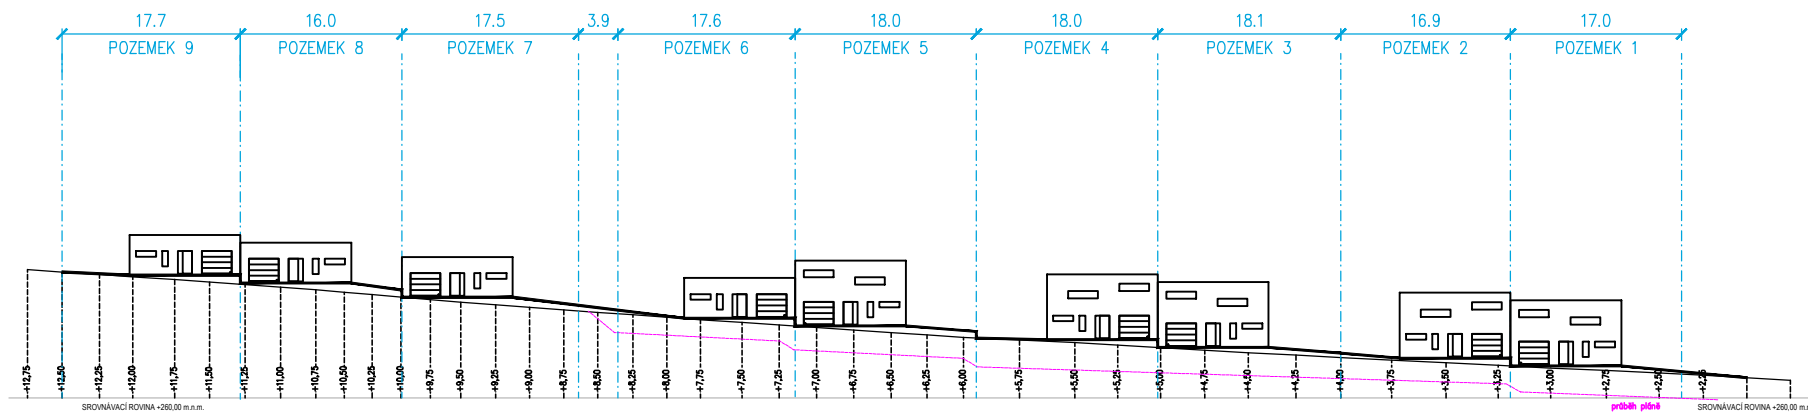 17.7 16.0 17.5 3.9 17.6 18.0 18.0 18.1 16.9 17.0
POZEMEK 9 POZEMEK 8 POZEMEK 7 POZEMEK 6 POZEMEK 5 POZEMEK 4 POZEMEK 3 POZEMEK 2 POZEMEK 1
+12,75 +12,50 +12,25 +12,00 +11,75 +11,50 +11,25 +11,00 +10,75 +10,50 +10,25 +10,00 +9,75 +9,50 +9,25 +9,00 +8,75 +8,50 +8,25 +8,00 +7,75 +7,50 +7,25 +7,00 +6,75 +6,50 +6,25 +6,00 +5,75 +5,50 +5,25 +5,00 +4,75 +4,50 +4,25 +4,00 +3,75 +3,50 +3,25 +3,00 +2,75 +2,50 +2,25
SROVNÁVACÍ ROVINA +260,00 m.n.m. průběh pláně SROVNÁVACÍ ROVINA +260,00 m.n